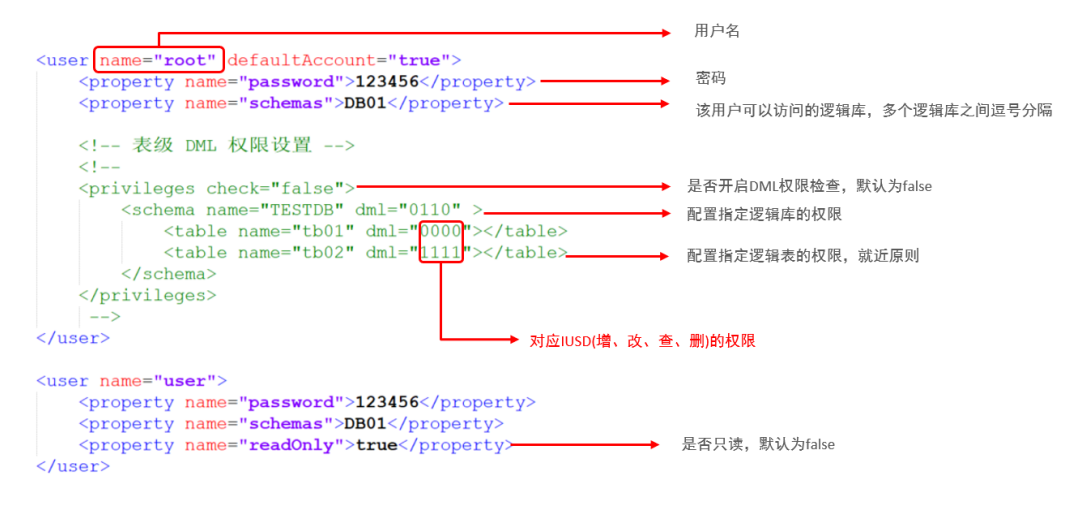 用户名
<user name="root" defaultAccount="true">
<property name="password">123456</property>
密码
<property name="schemas">DB01</property>
该用户可以访问的逻辑库，多个逻辑库之间逗号分隔
<!-- 表级 DML 权限设置 -->
<!--
<privileges check="false">
是否开启DML权限检查，默认为false
<schema name="TESTDB" dml="0110" >
配置指定逻辑库的权限
<table name="tb01" dml="0000"></table>
<table name="tb02" dml="1111"></table>
配置指定逻辑表的权限，就近原则
</schema>
</privileges>
-->
</user>
对应IUSD(增、改、查、删)的权限
<user name="user">
<property name="password">123456</property>
<property name="schemas">DB01</property>
<property name="readOnly">true</property>
是否只读，默认为false
</user>